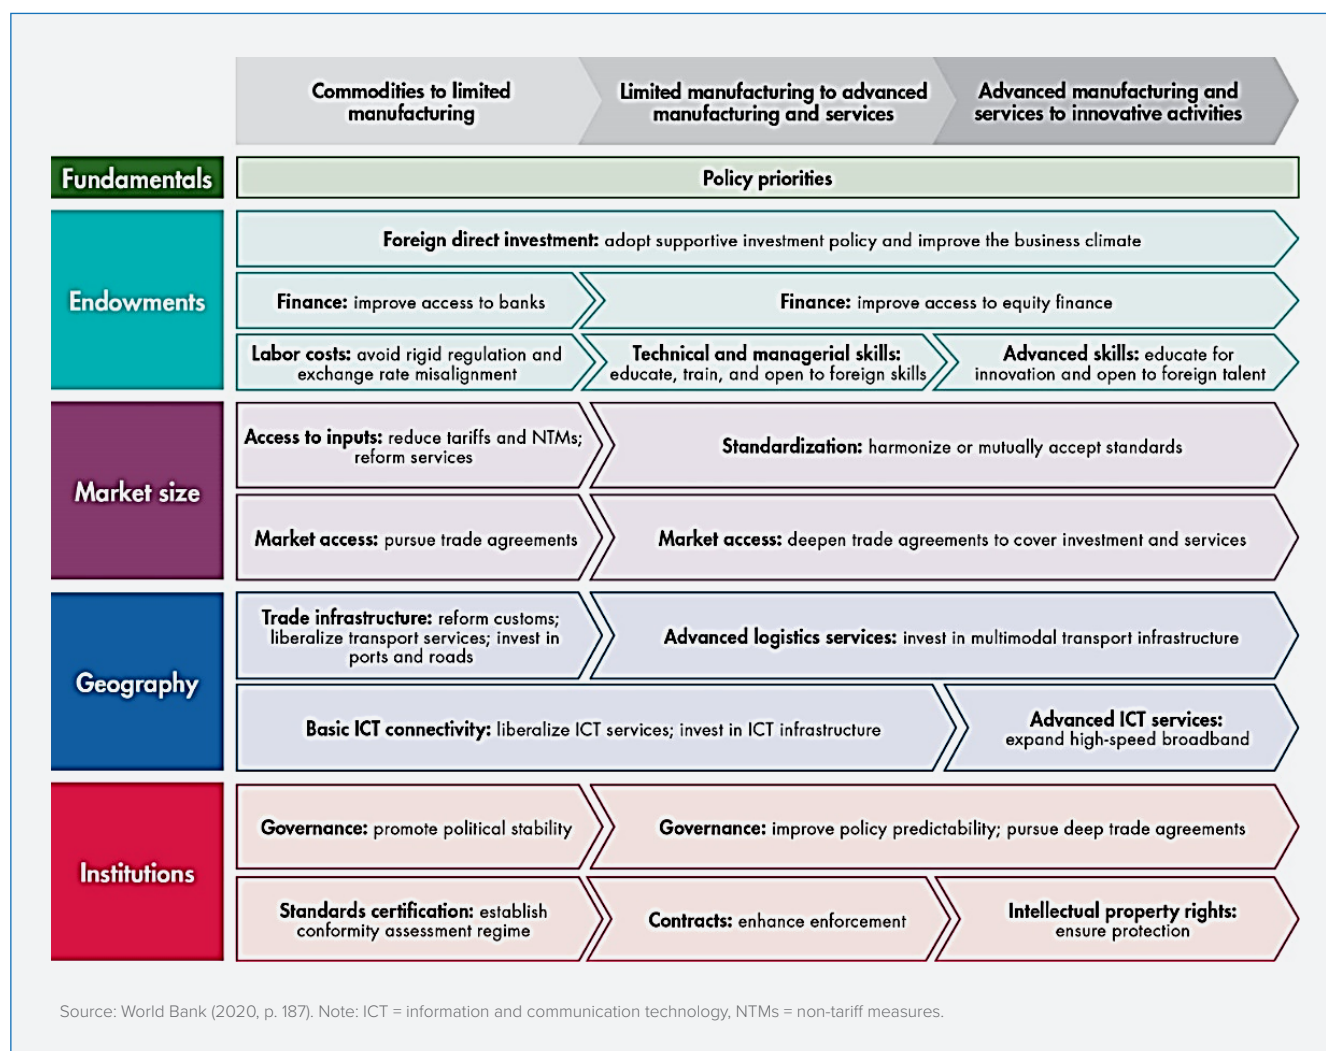 Commodities to limited
manufacturing
Limited manufacturing to advanced
manufacturing and services
Advanced manufacturing and
services to innovative activities
Fundamentals
Policy priorities
Endowments
Foreign direct investment: adopt supportive investment policy and improve the business climate
Finance: improve access to banks
Finance: improve access to equity finance
Labor costs: avoid rigid regulation and
exchange rate misalignment
Technical and managerial skills:
educate, train, and open to foreign skills
Advanced skills: educate for
innovation and open to foreign talent
Market size
Access to inputs: reduce tariffs and NTMs;
reform services
Standardization: harmonize or mutually accept standards
Market access: pursue trade agreements
Market access: deepen trade agreements to cover investment and services
Geography
Trade infrastructure: reform customs;
liberalize transport services; invest in
ports and roads
Advanced logistics services: invest in multimodal transport infrastructure
Basic ICT connectivity: liberalize ICT services; invest in ICT infrastructure
Advanced ICT services:
expand high-speed broadband
Institutions
Governance: promote political stability
Governance: improve policy predictability; pursue deep trade agreements
Standards certification: establish
conformity assessment regime
Contracts: enhance enforcement
Intellectual property rights:
ensure protection
Source: World Bank (2020, p. 187). Note: ICT = information and communication technology, NTMs = non-tariff measures.